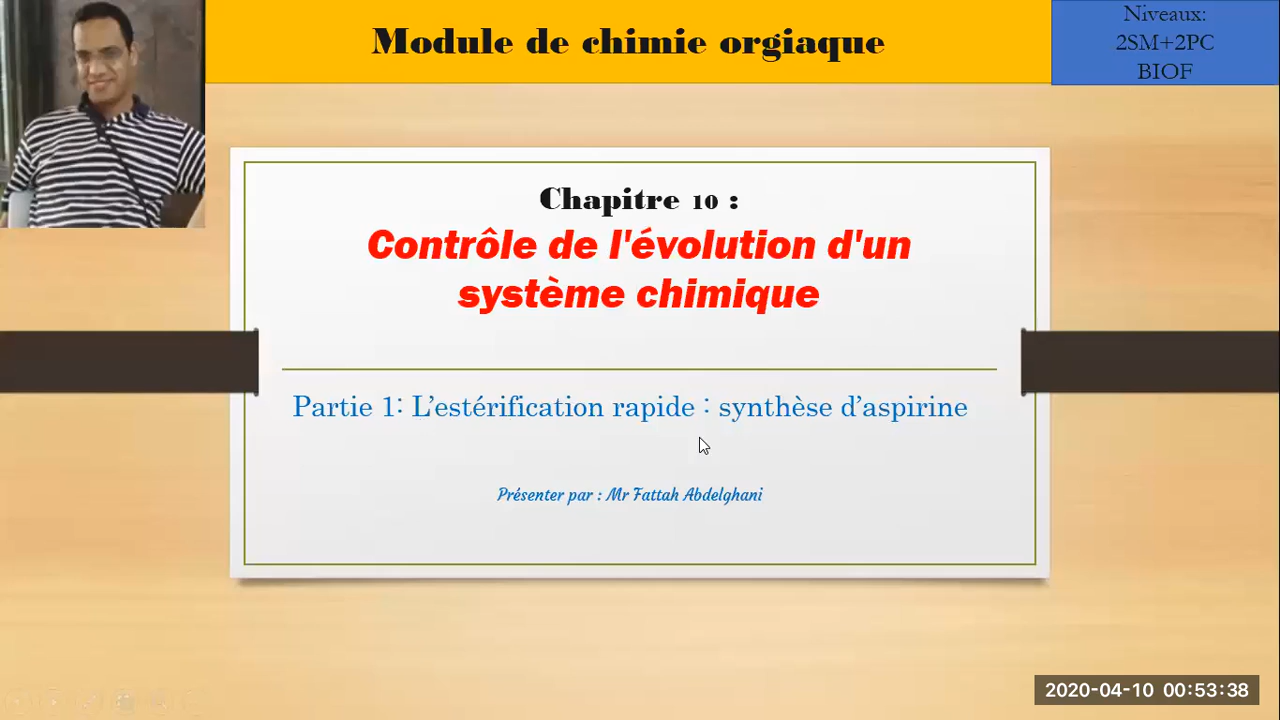 Module de chimie orgiaque
Niveaux:
2SM+2PC
BIOF
Chapitre 10 :
Contrôle de l'évolution d'un
système chimique
Partie 1: L’estérification rapide : synthèse d’aspirine
Présenter par : Mr Fattah Abdelghani
2020-04-10 00:53:38